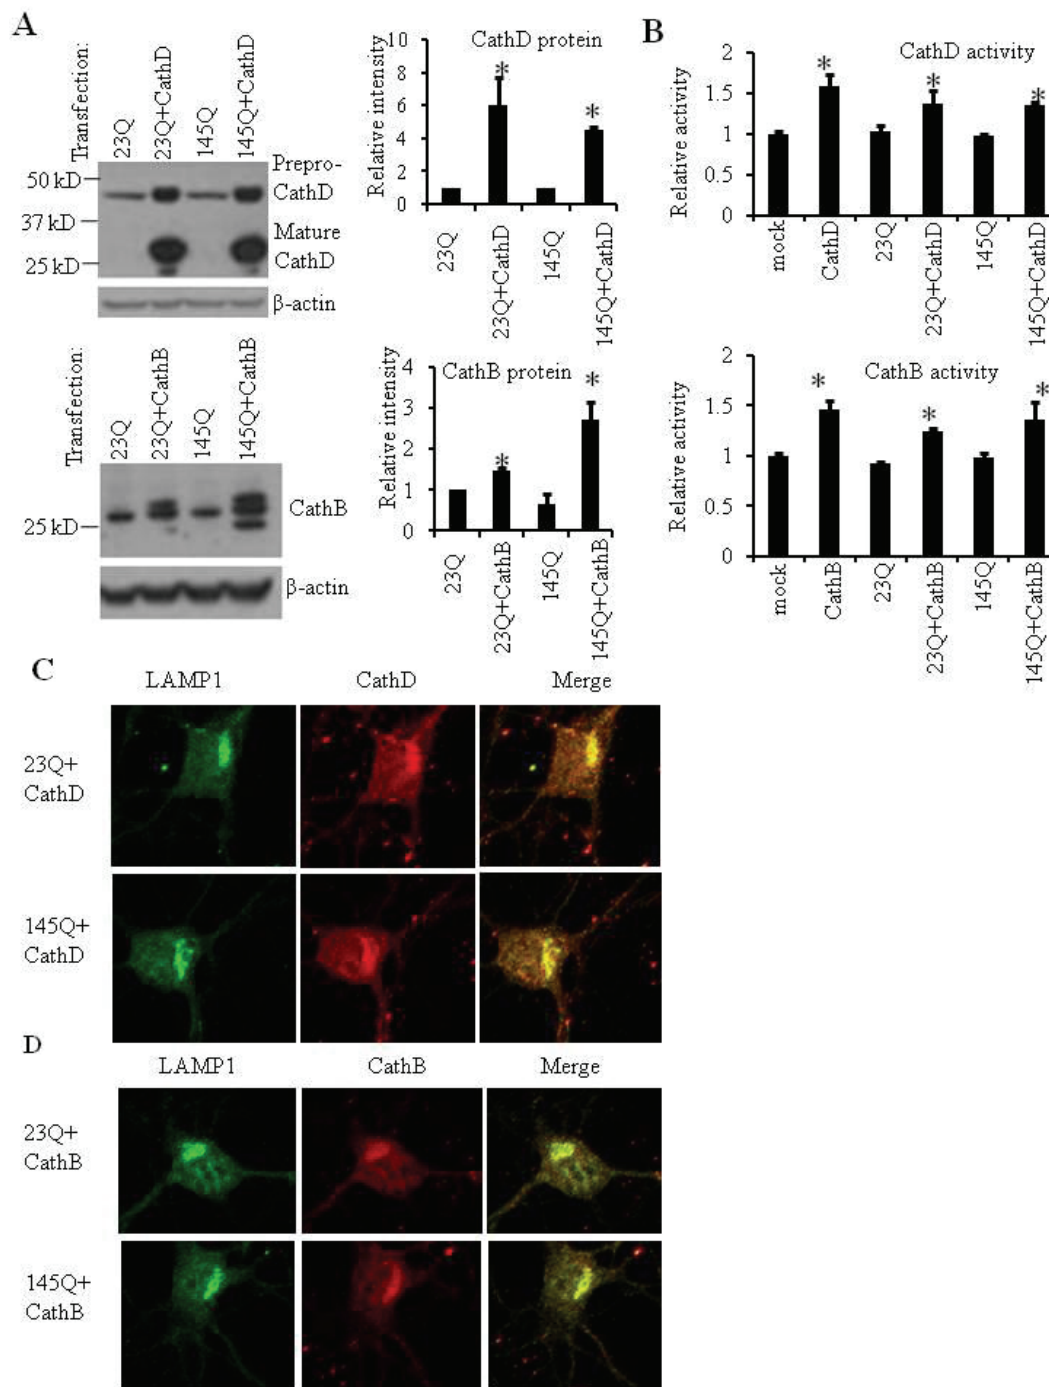 A
Transfection:
23Q
23Q+CathD
145Q
145Q+CathD
50 kD
37 kD
25 kD
Prepro-
CathD
Mature
CathD
β-actin
CathD protein
Relative intensity
10
8
6
4
2
0
*
*
23Q
23Q+CathD
145Q
145Q+CathD
B
CathD activity
Relative activity
2
1.5
1
0.5
0
*
*
*
mock
CathD
23Q
23Q+CathD
145Q
145Q+CathD
Transfection:
23Q
23Q+CathB
145Q
145Q+CathB
25 kD
CathB
β-actin
CathB protein
Relative intensity
4
3
2
1
0
*
*
23Q
23Q+CathB
145Q
145Q+CathB
CathB activity
Relative activity
2
1.5
1
0.5
0
*
*
*
mock
CathB
23Q
23Q+CathB
145Q
145Q+CathB
C
LAMP1 CathD Merge
23Q+
CathD
145Q+
CathD
D
LAMP1 CathB Merge
23Q+
CathB
145Q+
CathB